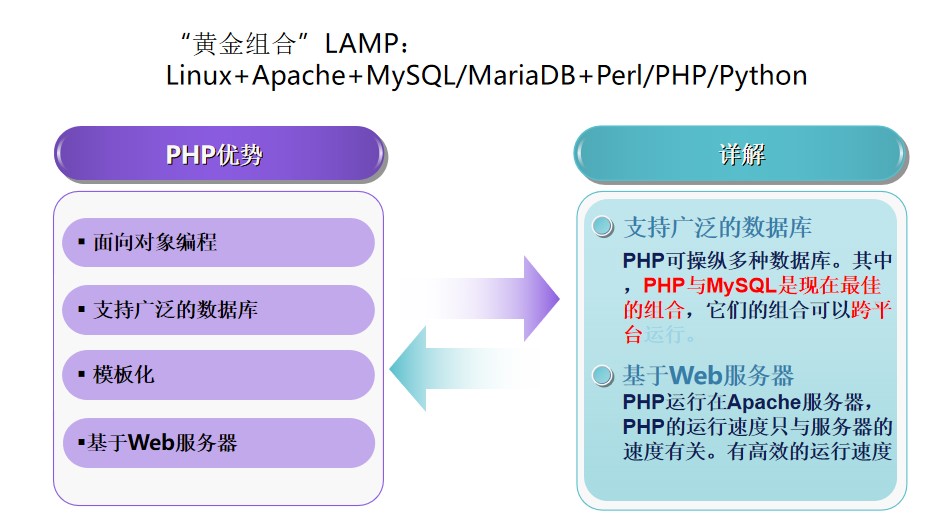 “黄金组合”LAMP：
Linux+Apache+MySQL/MariaDB+Perl/PHP/Python
PHP优势
▪ 面向对象编程
▪ 支持广泛的数据库
▪ 模板化
▪基于Web服务器
详解
支持广泛的数据库
PHP可操纵多种数据库。其中
，PHP与MySQL是现在最佳
的组合，它们的组合可以跨平
台运行。
基于Web服务器
PHP运行在Apache服务器，
PHP的运行速度只与服务器的
速度有关。有高效的运行速度